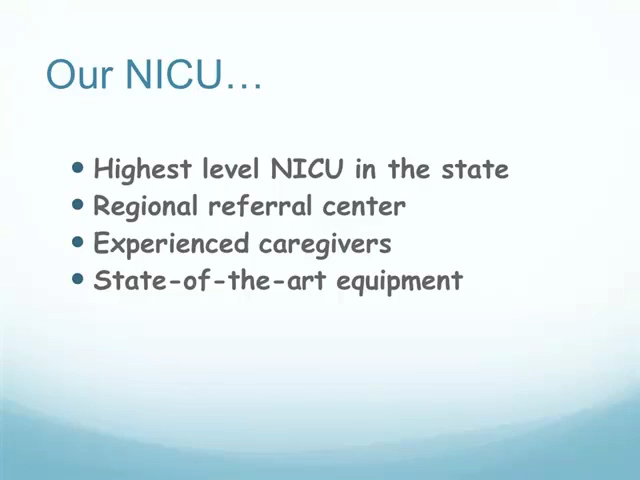 Our NICU…
• Highest level NICU in the state
• Regional referral center
• Experienced caregivers
• State-of-the-art equipment